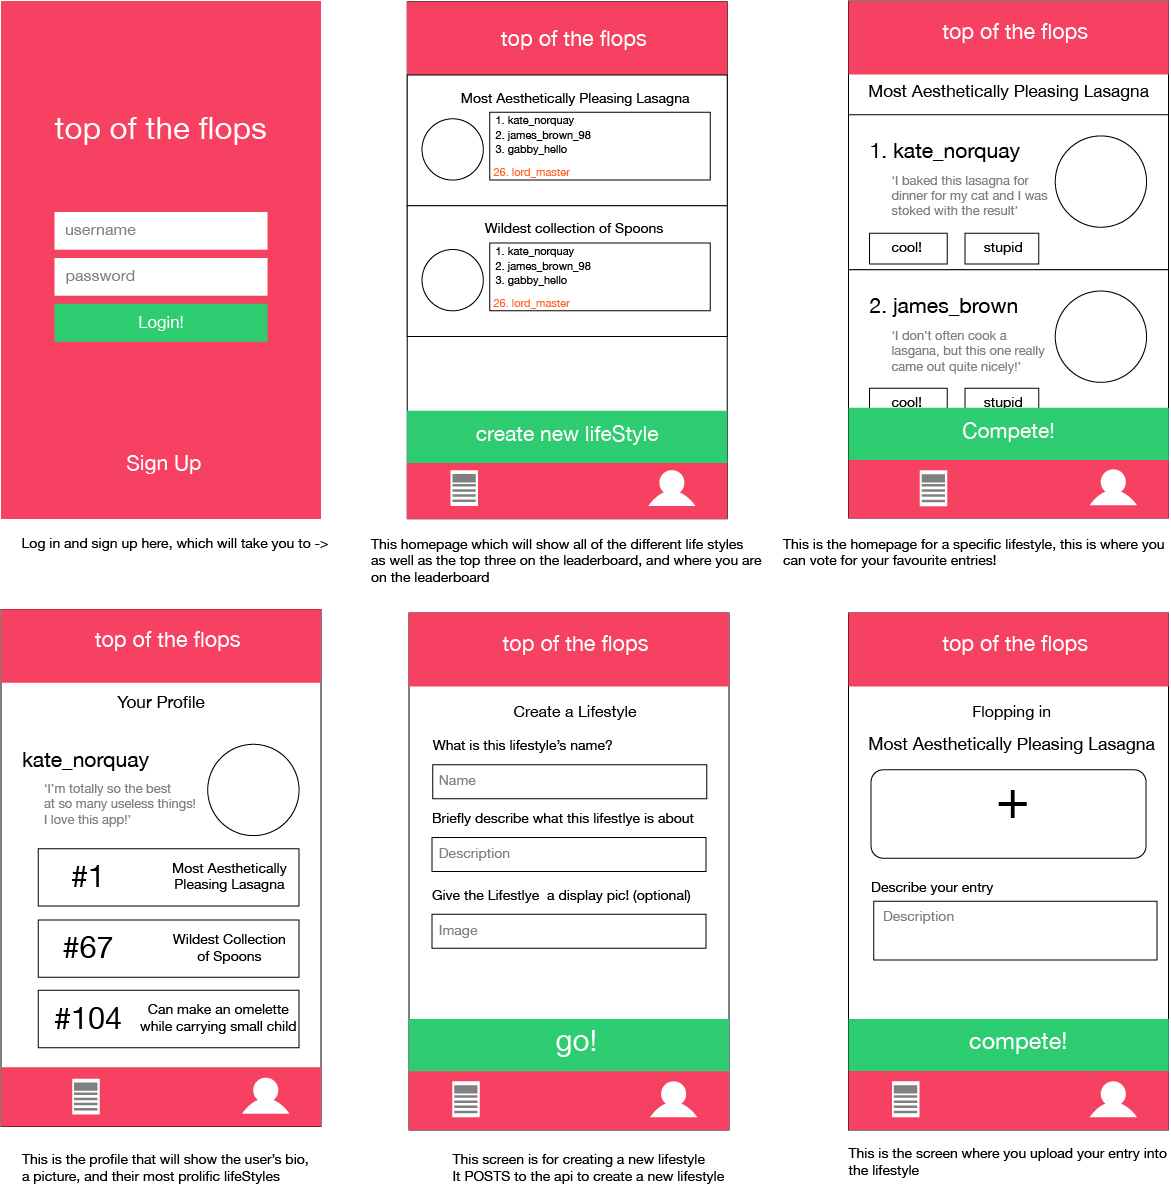 top of the flops
username
password
Login!
Sign Up
Log in and sign up here, which will take you to ->
top of the flops
Most Aesthetically Pleasing Lasagna
1. kate_norquay
2. james_brown_98
3. gabby_hello
26. lord_master
Wildest collection of Spoons
1. kate_norquay
2. james_brown_98
3. gabby_hello
26. lord_master
create new lifeStyle
This homepage which will show all of the different life styles
as well as the top three on the leaderboard, and where you are
on the leaderboard
top of the flops
Most Aesthetically Pleasing Lasagna
1. kate_norquay
‘I baked this lasagna for
dinner for my cat and I was
stoked with the result’
cool!
stupid
2. james_brown
‘I don’t often cook a
lasgana, but this one really
came out quite nicely!’
cool!
stupid
Compete!
This is the homepage for a specific lifestyle, this is where you
can vote for your favourite entries!
top of the flops
Your Profile
kate_norquay
‘I’m totally so the best
at so many useless things!
I love this app!’
#1
Most Aesthetically
Pleasing Lasagna
#67
Wildest Collection
of Spoons
#104
Can make an omelette
while carrying small child
This is the profile that will show the user’s bio,
a picture, and their most prolific lifeStyles
top of the flops
Create a Lifestyle
What is this lifestyle’s name?
Name
Briefly describe what this lifestlye is about
Description
Give the Lifestlye  a display pic! (optional)
Image
go!
This screen is for creating a new lifestyle
It POSTS to the api to create a new lifestyle
top of the flops
Flopping in
Most Aesthetically Pleasing Lasagna
+
Describe your entry
Description
compete!
This is the screen where you upload your entry into
the lifestyle